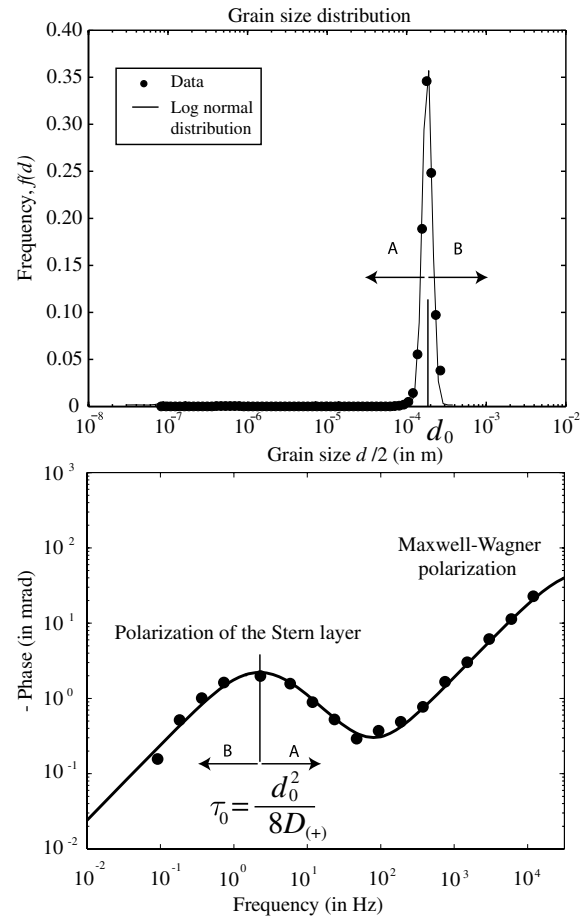 Grain size distribution
0.40
0.35
0.30
0.25
0.20
0.15
0.10
0.05
0
Frequency, f(d)
Data
Log normal
distribution
A B
10^-8 10^-7 10^-6 10^-5 10^-4 10^-3 10^-2
d_0
Grain size d /2 (in m)
10^3
10^2
10^1
10^0
10^-1
10^-2
- Phase (in mrad)
Maxwell-Wagner
polarization
Polarization of the Stern layer
B A
τ_0 = d_0^2 / 8D_(+)
10^-2 10^-1 10^0 10^1 10^2 10^3 10^4
Frequency (in Hz)